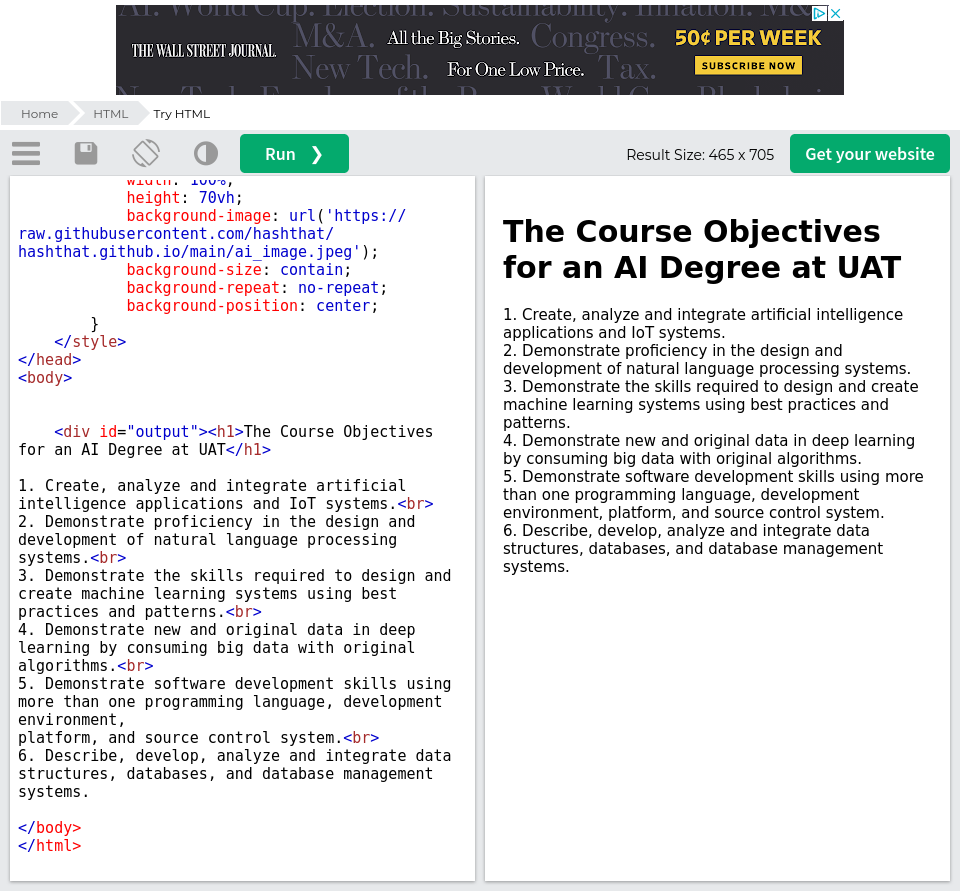 AI. World Cup. Election. Sustainability. Inflation. M&
M&A. All the Big Stories. Congress.
THE WALL STREET JOURNAL.
50¢ PER WEEK
New Tech. For One Low Price. Tax.
SUBSCRIBE NOW
Home
HTML
Try HTML
Run ❯
Result Size: 465 x 705
Get your website
width: 100%;
height: 70vh;
background-image: url('https://
raw.githubusercontent.com/hashthat/
hashthat.github.io/main/ai_image.jpeg');
background-size: contain;
background-repeat: no-repeat;
background-position: center;
}
</style>
</head>
<body>
<div id="output"><h1>The Course Objectives
for an AI Degree at UAT</h1>
1. Create, analyze and integrate artificial
intelligence applications and IoT systems.<br>
2. Demonstrate proficiency in the design and
development of natural language processing
systems.<br>
3. Demonstrate the skills required to design and
create machine learning systems using best
practices and patterns.<br>
4. Demonstrate new and original data in deep
learning by consuming big data with original
algorithms.<br>
5. Demonstrate software development skills using
more than one programming language, development
environment,
platform, and source control system.<br>
6. Describe, develop, analyze and integrate data
structures, databases, and database management
systems.
</body>
</html>
The Course Objectives
for an AI Degree at UAT
1. Create, analyze and integrate artificial intelligence
applications and IoT systems.
2. Demonstrate proficiency in the design and
development of natural language processing systems.
3. Demonstrate the skills required to design and create
machine learning systems using best practices and
patterns.
4. Demonstrate new and original data in deep learning
by consuming big data with original algorithms.
5. Demonstrate software development skills using more
than one programming language, development
environment, platform, and source control system.
6. Describe, develop, analyze and integrate data
structures, databases, and database management
systems.